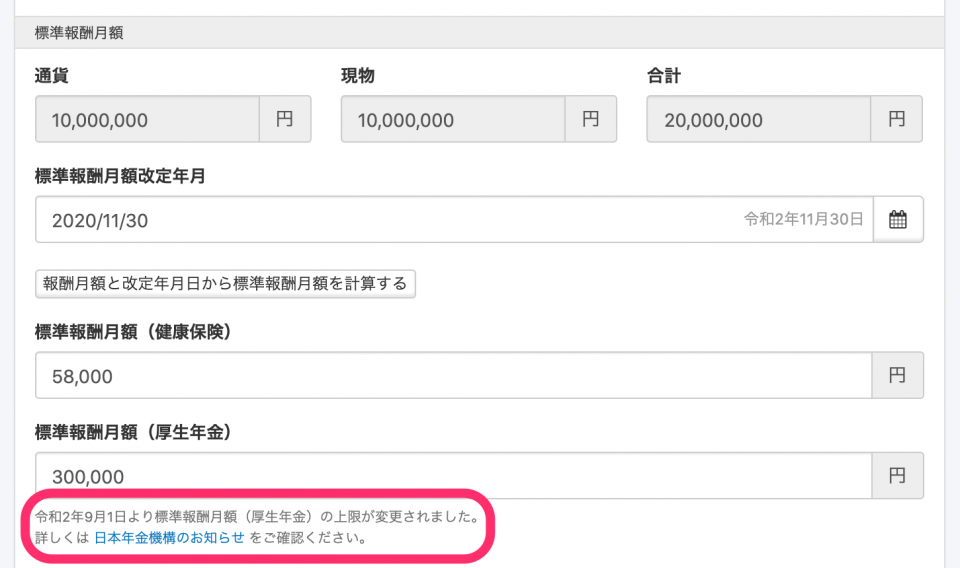 標準報酬月額
通貨 現物 合計
10,000,000 円 10,000,000 円 20,000,000 円
標準報酬月額改定年月
2020/11/30 令和2年11月30日
報酬月額と改定年月日から標準報酬月額を計算する
標準報酬月額（健康保険）
58,000 円
標準報酬月額（厚生年金）
300,000 円
令和2年9月1日より標準報酬月額（厚生年金）の上限が変更されました。
詳しくは 日本年金機構のお知らせ をご確認ください。